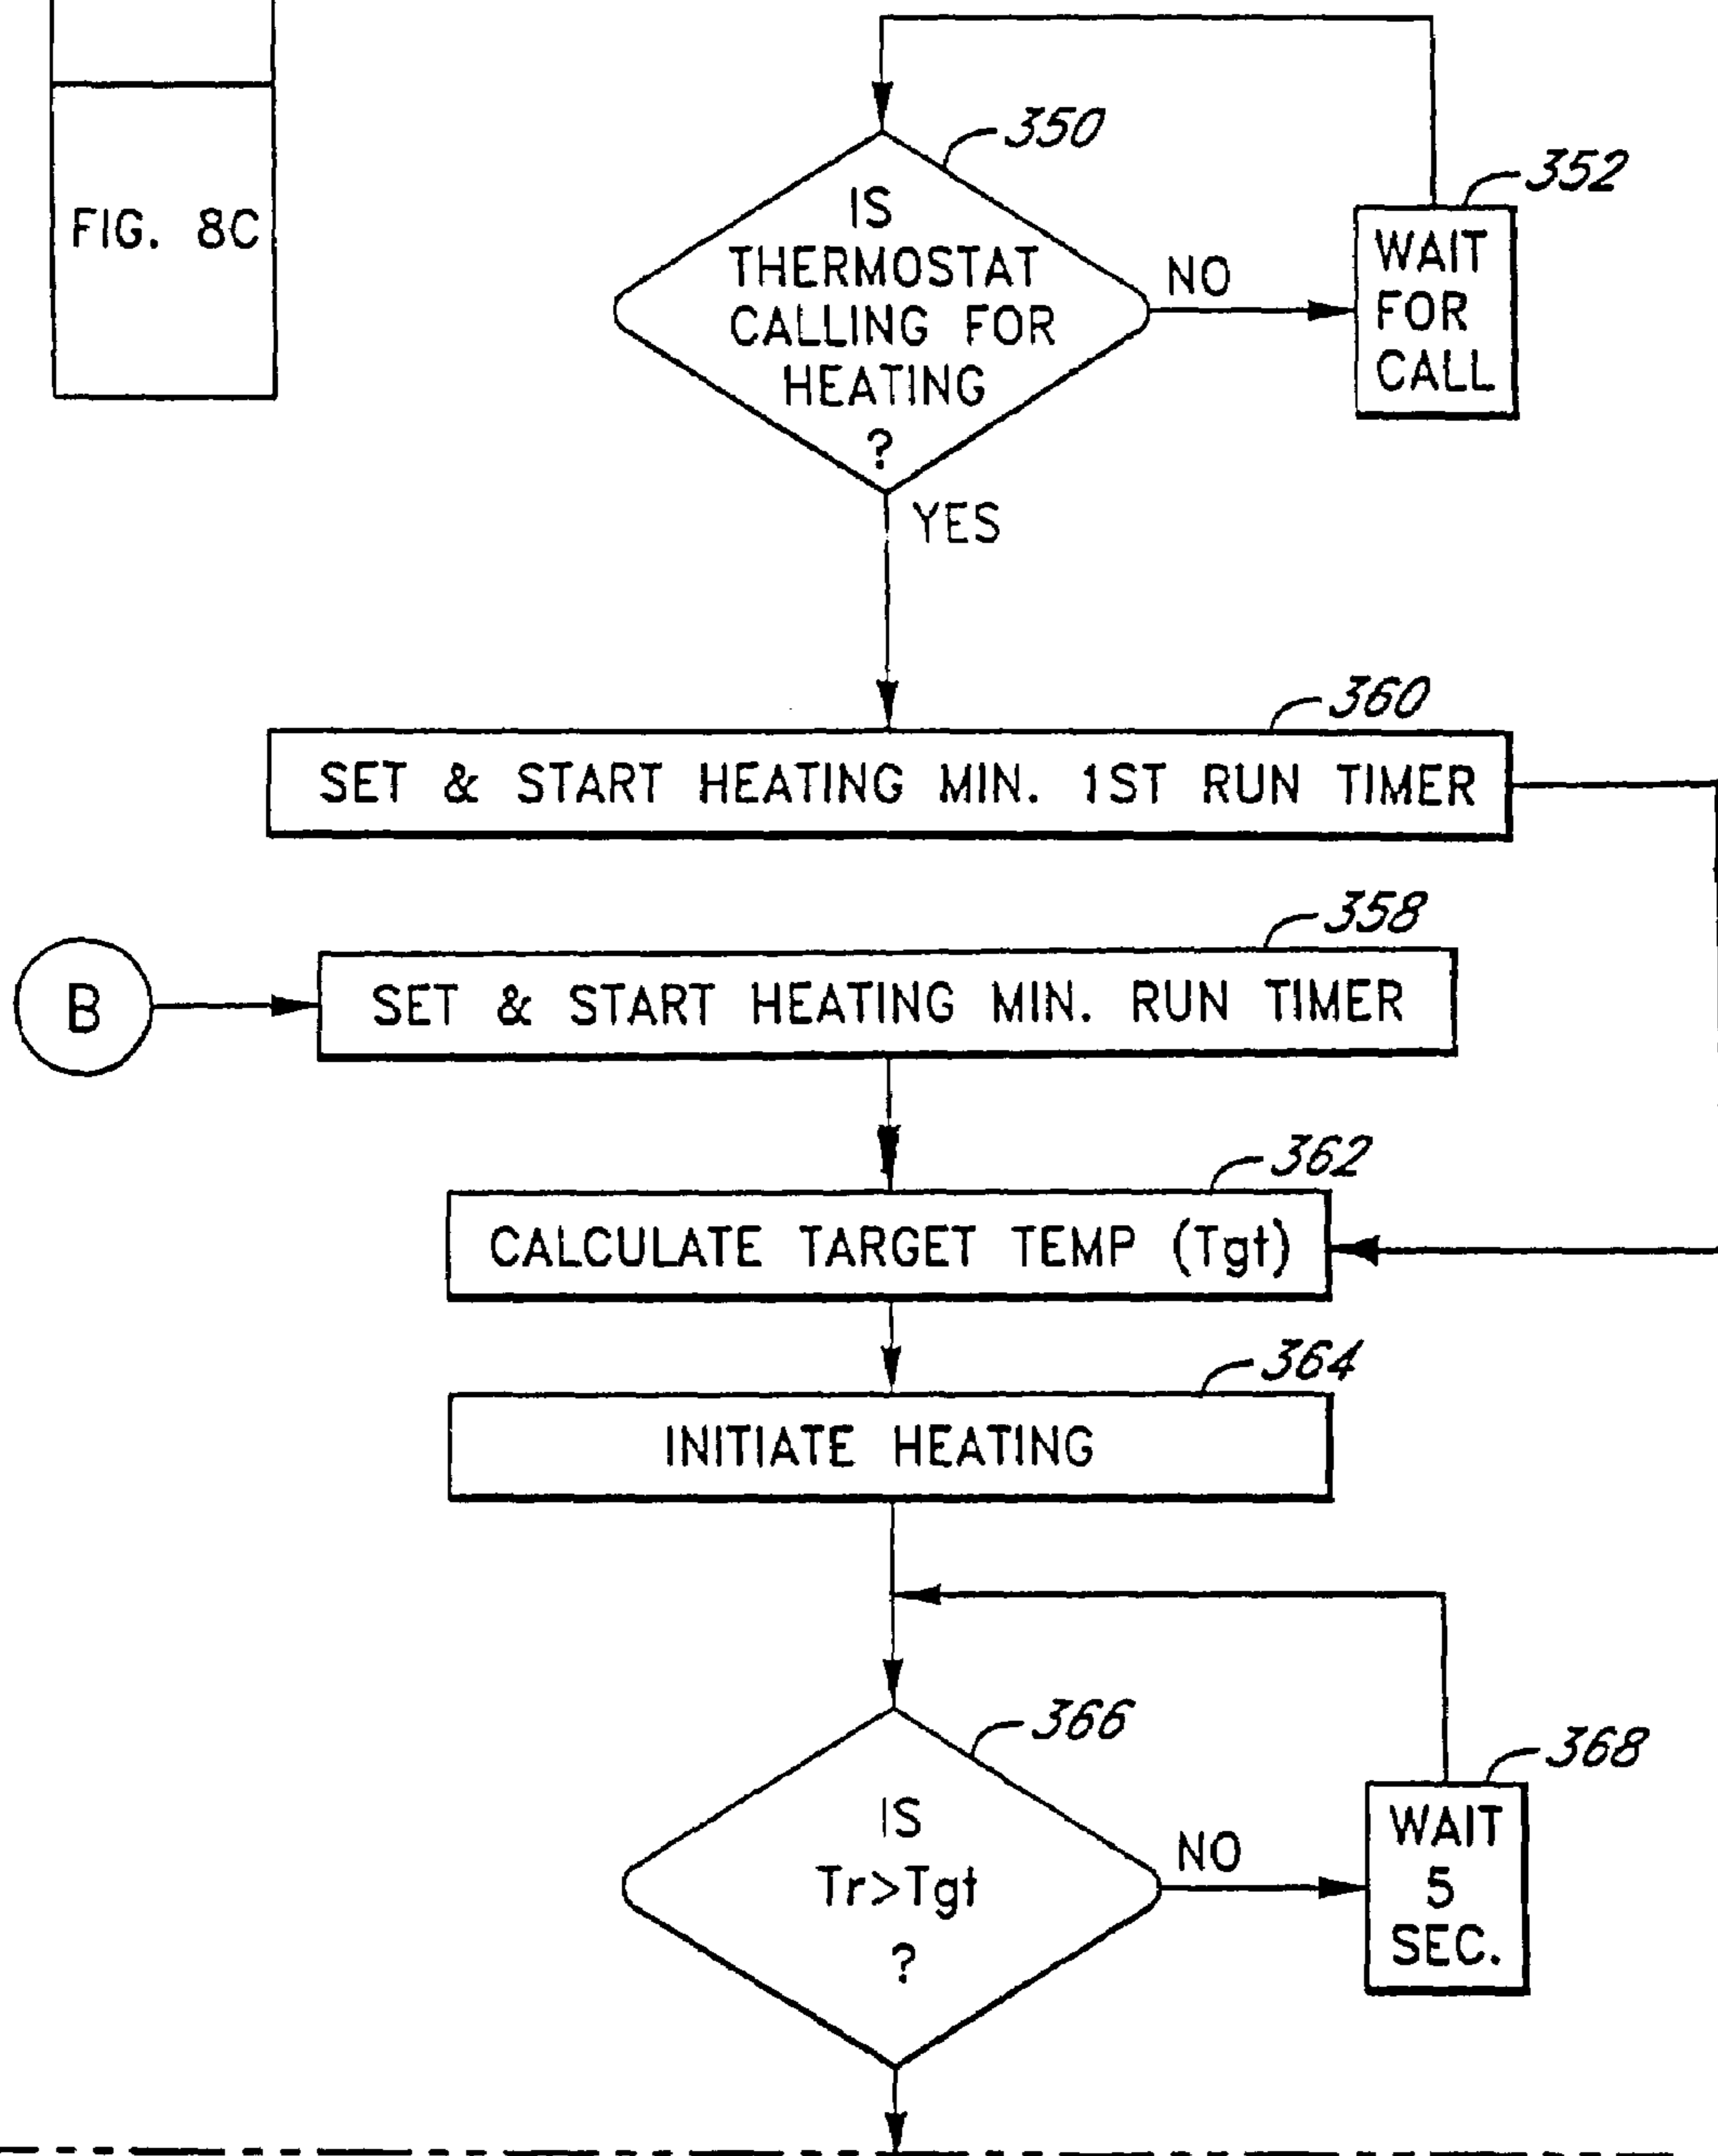 FIG. 8C
350
IS
THERMOSTAT
CALLING FOR
HEATING
?
NO
352
WAIT
FOR
CALL
YES
360
SET & START HEATING MIN. 1ST RUN TIMER
358
B
SET & START HEATING MIN. RUN TIMER
362
CALCULATE TARGET TEMP (Tgt)
364
INITIATE HEATING
366
IS
Tr>Tgt
?
NO
368
WAIT
5
SEC.